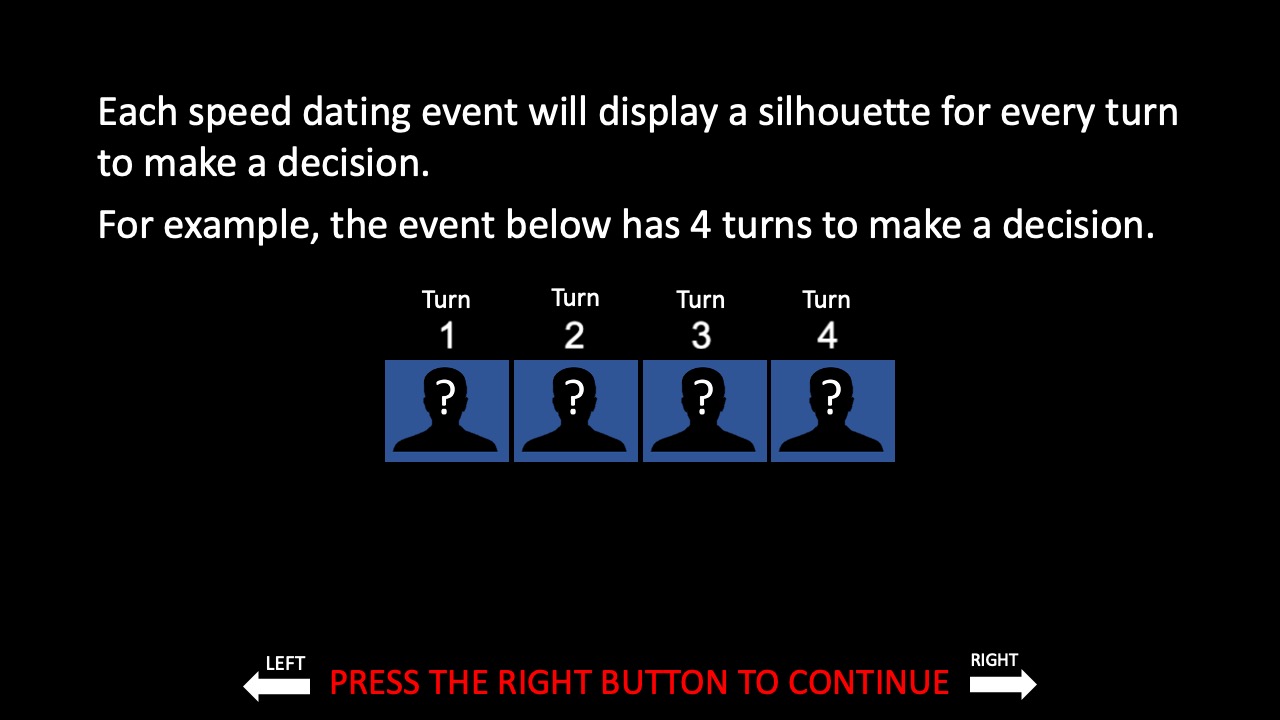 Each speed dating event will display a silhouette for every turn
to make a decision.
For example, the event below has 4 turns to make a decision.
Turn Turn Turn Turn
1 2 3 4
? ? ? ?
LEFT RIGHT
PRESS THE RIGHT BUTTON TO CONTINUE